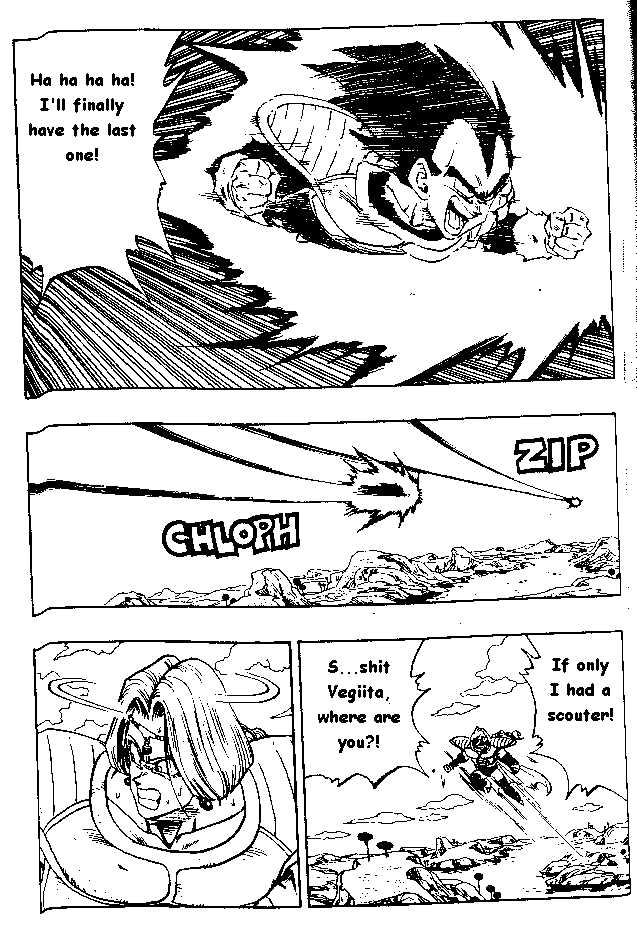 Ha ha ha ha!
I'll finally
have the last
one!
ZIP
CHLOPH
S...shit
Vegiita,
where are
you?!
If only
I had a
scouter!